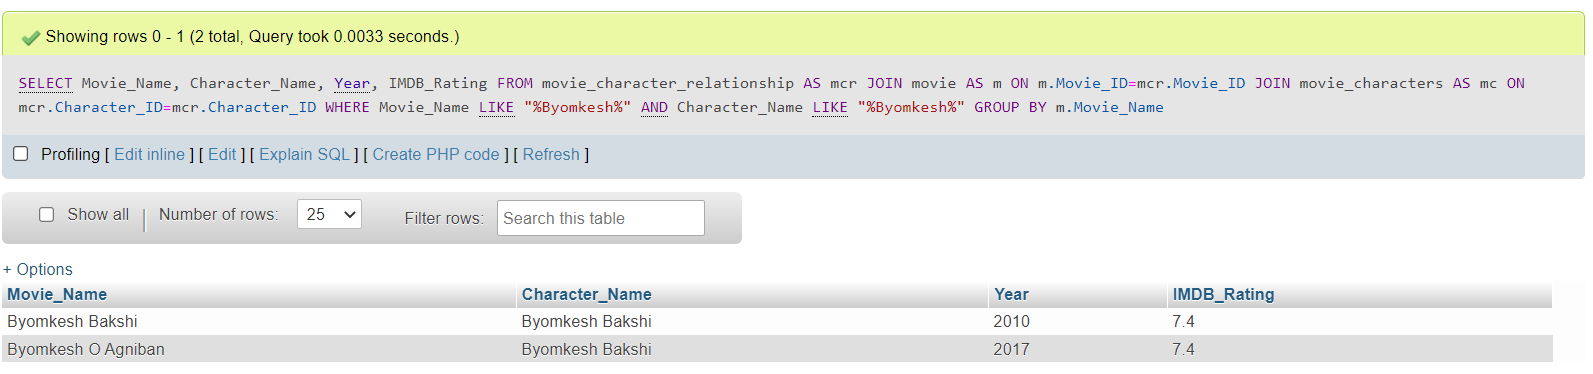 Showing rows 0 - 1 (2 total, Query took 0.0033 seconds.)
SELECT Movie_Name, Character_Name, Year, IMDB_Rating FROM movie_character_relationship AS mcr JOIN movie AS m ON m.Movie_ID=mcr.Movie_ID JOIN movie_characters AS mc ON
mcr.Character_ID=mcr.Character_ID WHERE Movie_Name LIKE "%Byomkesh%" AND Character_Name LIKE "%Byomkesh%" GROUP BY m.Movie_Name
Profiling [ Edit inline ] [ Edit ] [ Explain SQL ] [ Create PHP code ] [ Refresh ]
Show all | Number of rows: 25 Filter rows: Search this table
+ Options
Movie_Name Character_Name Year IMDB_Rating
Byomkesh Bakshi Byomkesh Bakshi 2010 7.4
Byomkesh O Agniban Byomkesh Bakshi 2017 7.4